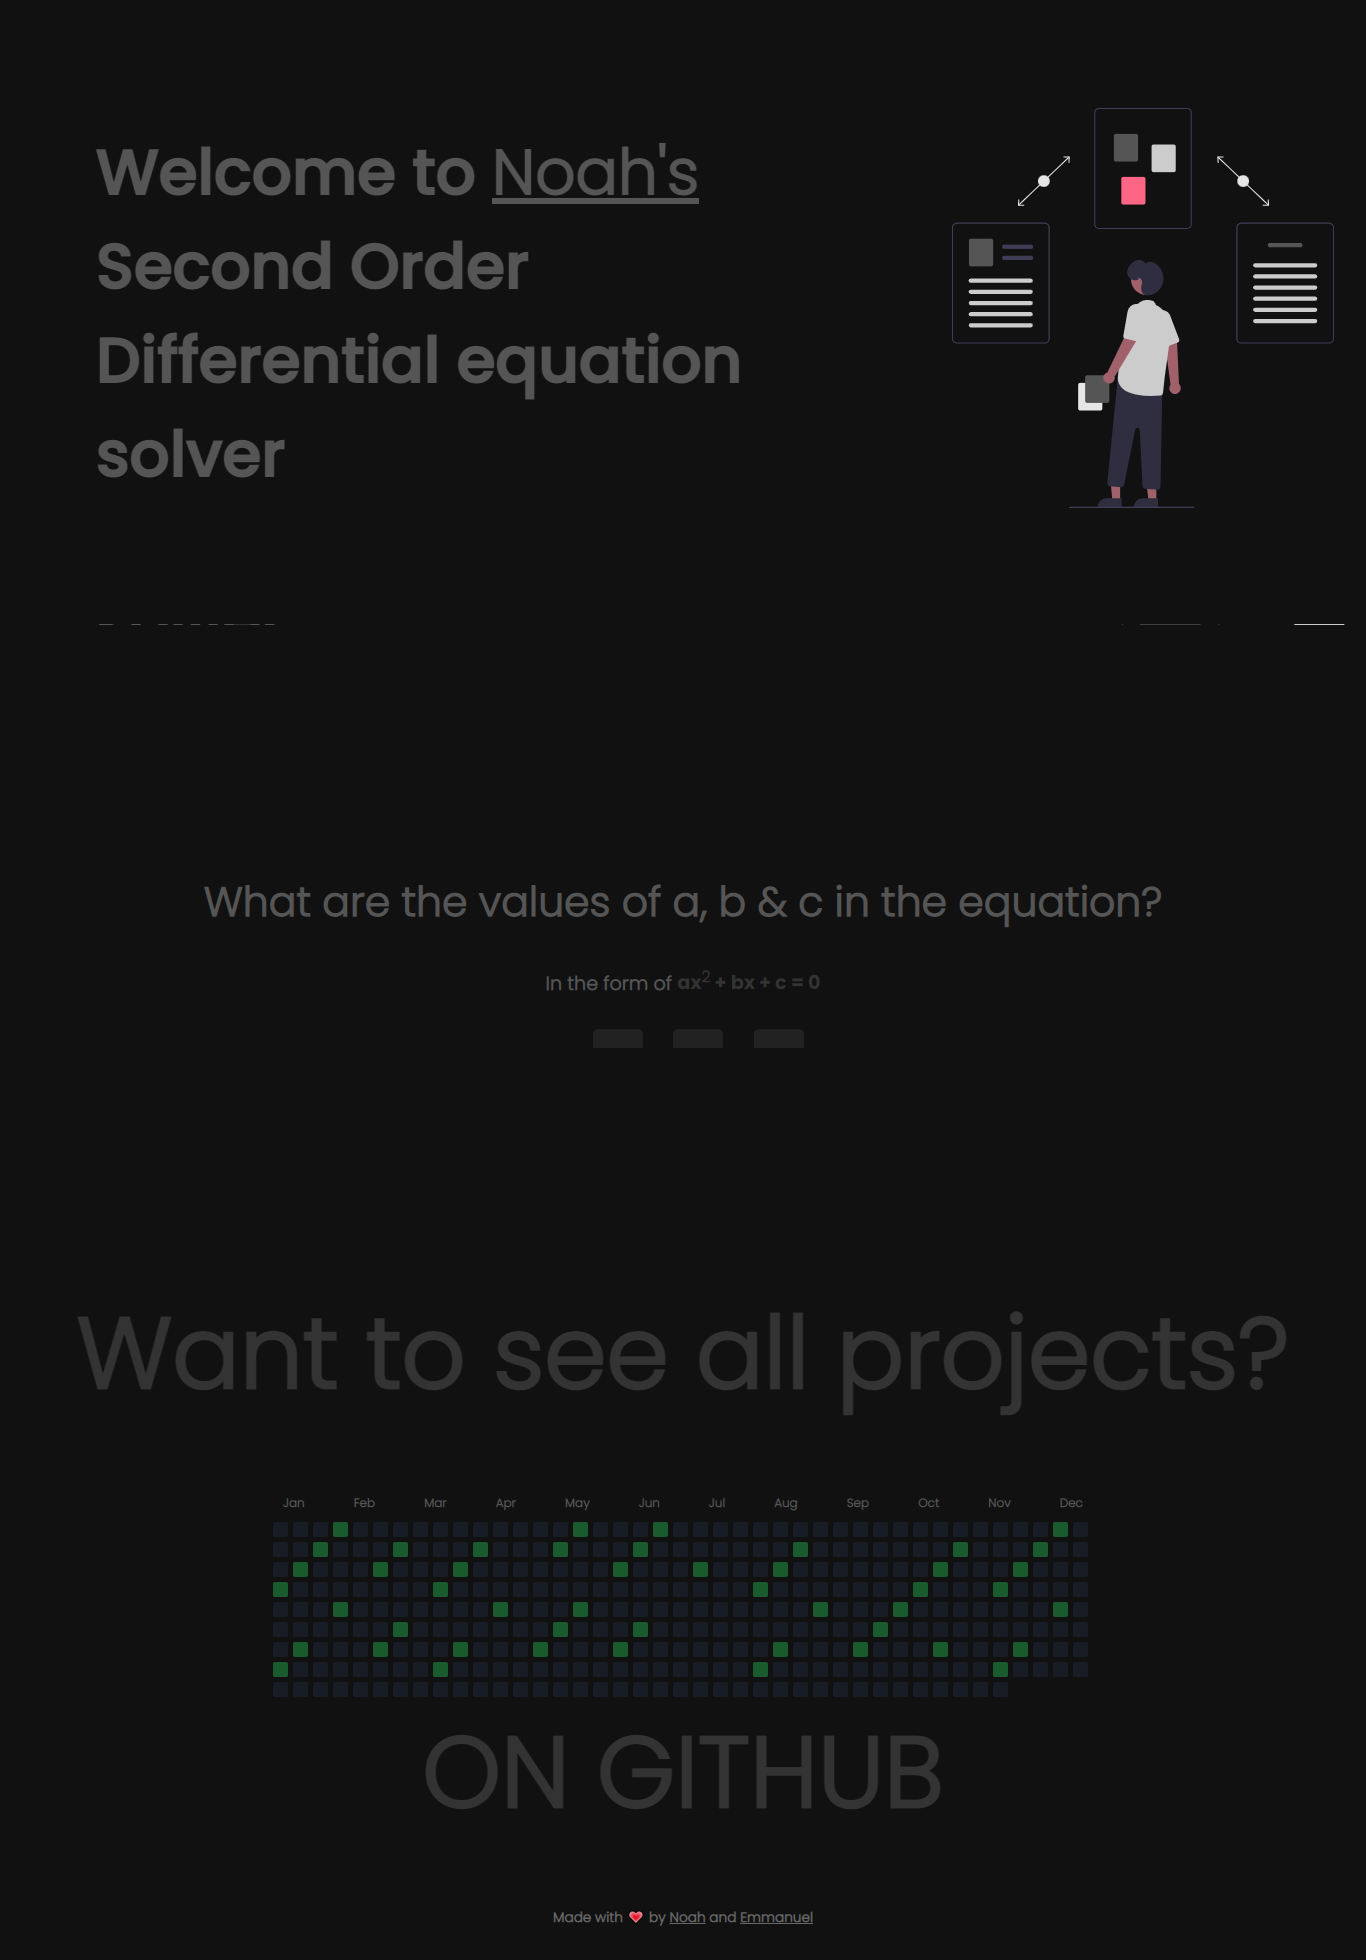 Welcome to Noah's
Second Order
Differential equation
solver
What are the values of a, b & c in the equation?
In the form of ax² + bx + c = 0
Want to see all projects?
Jan Feb Mar Apr May Jun Jul Aug Sep Oct Nov Dec
ON GITHUB
Made with ❤️ by Noah and Emmanuel